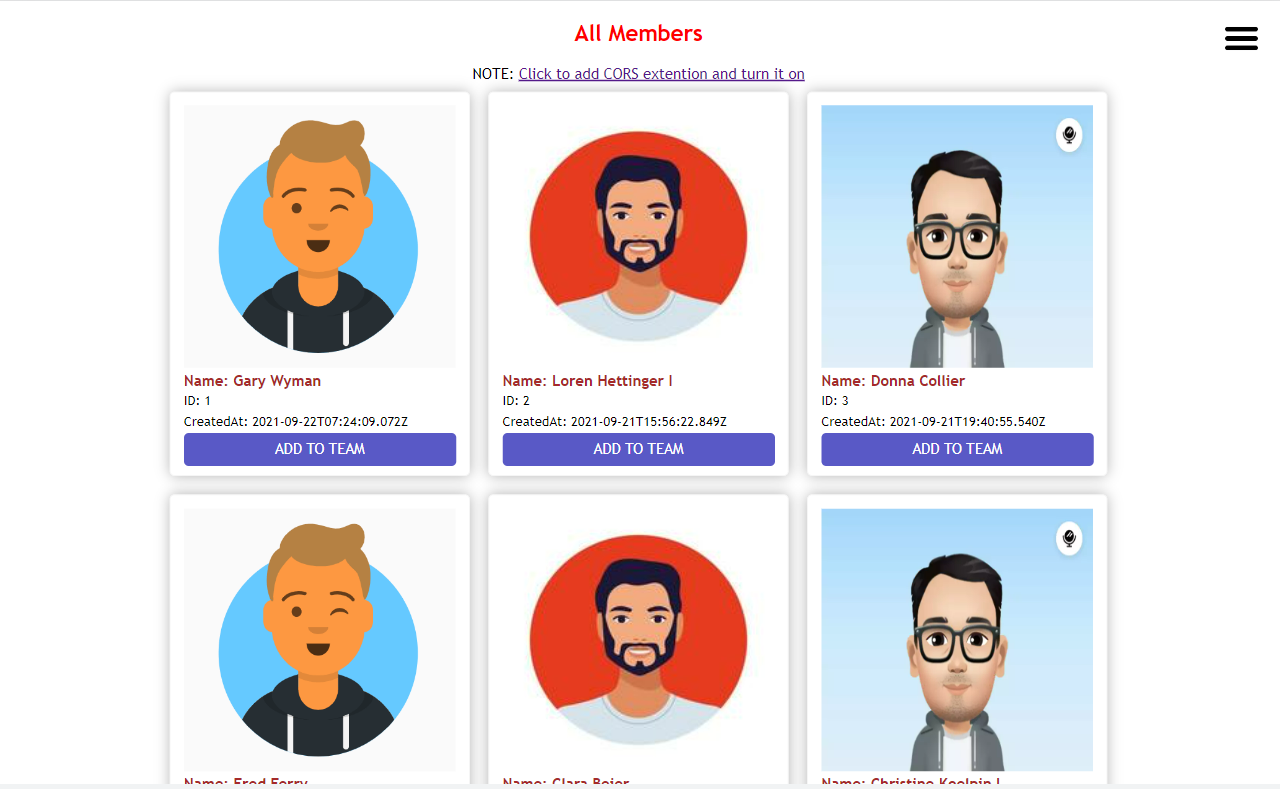 All Members
NOTE: Click to add CORS extention and turn it on
Name: Gary Wyman
ID: 1
CreatedAt: 2021-09-22T07:24:09.072Z
ADD TO TEAM
Name: Loren Hettinger I
ID: 2
CreatedAt: 2021-09-21T15:56:22.849Z
ADD TO TEAM
Name: Donna Collier
ID: 3
CreatedAt: 2021-09-21T19:40:55.540Z
ADD TO TEAM
Name: Fred Ferry
Name: Clara Beier
Name: Christine Koelpin I